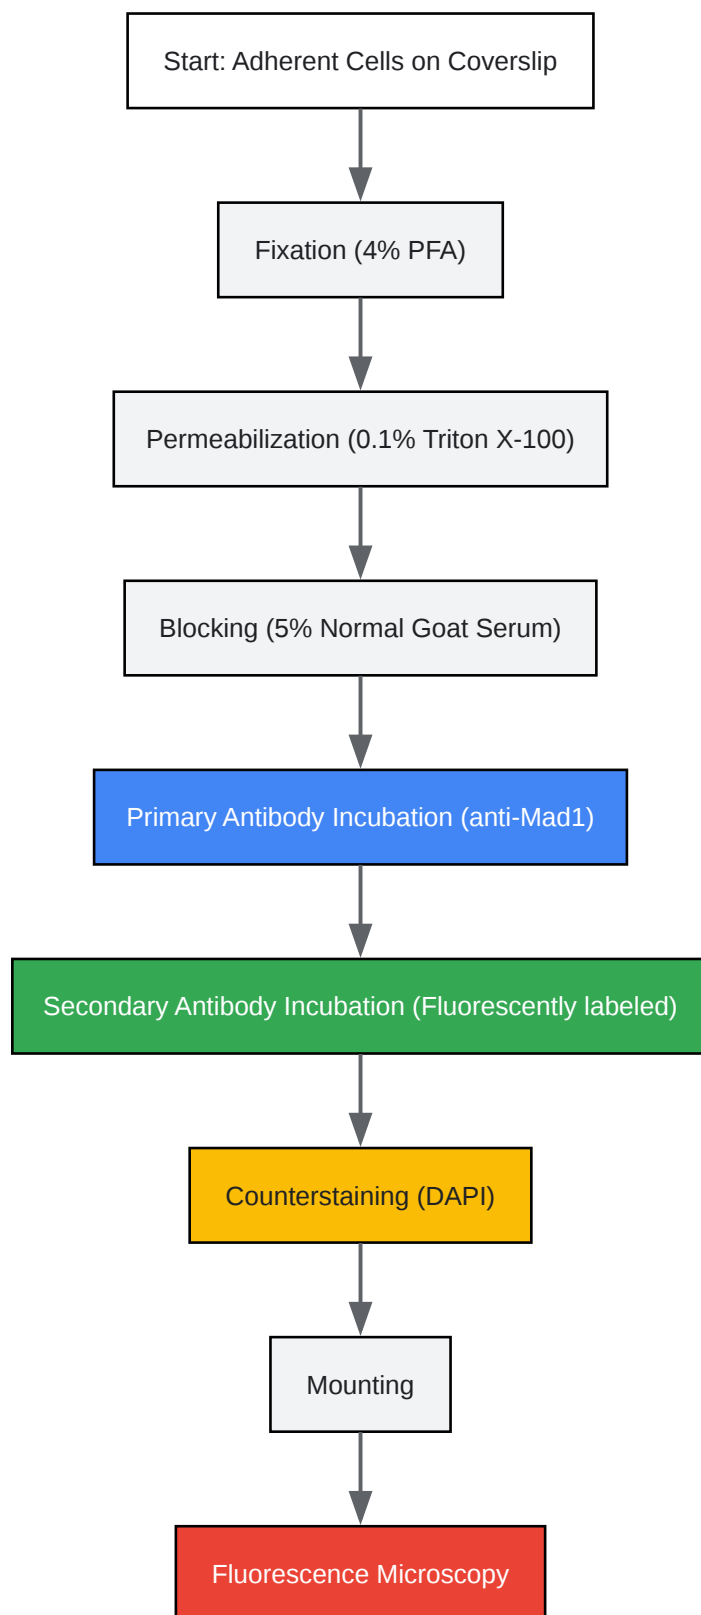 Start: Adherent Cells on Coverslip
Fixation (4% PFA)
Permeabilization (0.1% Triton X-100)
Blocking (5% Normal Goat Serum)
Primary Antibody Incubation (anti-Mad1)
Secondary Antibody Incubation (Fluorescently labeled)
Counterstaining (DAPI)
Mounting
Fluorescence Microscopy